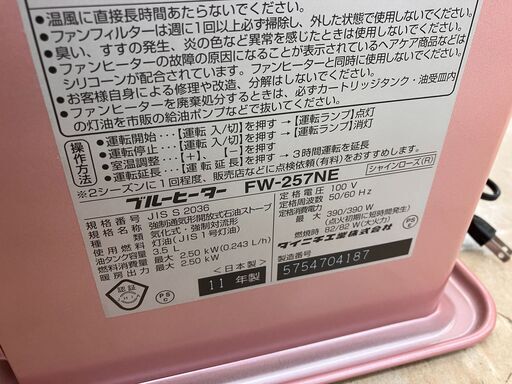 ●温風に直接長時間あたらないでください。
●ファンフィルターは週に1回以上必ず掃除し、外した状態で使用しないでください。
●臭い、すすの発生、炎の色など異常を感じたときは使用しないでください。
●ファンヒーターの故障の原因になることが表示されているヘアケア商品などは
シリコーンが配合されています。ファンヒーターと同時に使用しないでください。
●お客様自身による修理や改造、分解はしないでください。
●ファンヒーターを廃棄処分するときは、必ずカートリッジタンク・油受皿内
の灯油を市販の給油ポンプなどで抜いてください。
操作方法
●運転開始…【運転 入/切】を押す→【運転ランプ】点灯
●運転停止…【運転 入/切】を押す→【運転ランプ】消灯
●室温調整…【+】、【-】を押す
●運転延長…【運転延長】を押す→3時間運転を延長
※2シーズンに1回程度、販売店などに点検依頼(有料)をおすすめします。
ブルーヒーター FW-257NE シャインローズ(R)
規格番号 JIS S 2036
規格名称 強制通気形開放式石油ストーブ
種類 気化式・強制対流形
使用燃料 灯油(JIS1号灯油)
油タンク容量 3.5 L
燃料消費量 最大 2.50 kW (0.243 L/h)
暖房出力 最大 2.50 kW
定格電圧 100 V
定格周波数 50/60 Hz
定格消費電力
最大 390/390 W
(点火初期に短時間発生)
燃焼時 82/82 W(大火力)
ダイニチ工業株式会社
<日本製>
11 年製
製造番号
5754704187
認証
PSC
PSC